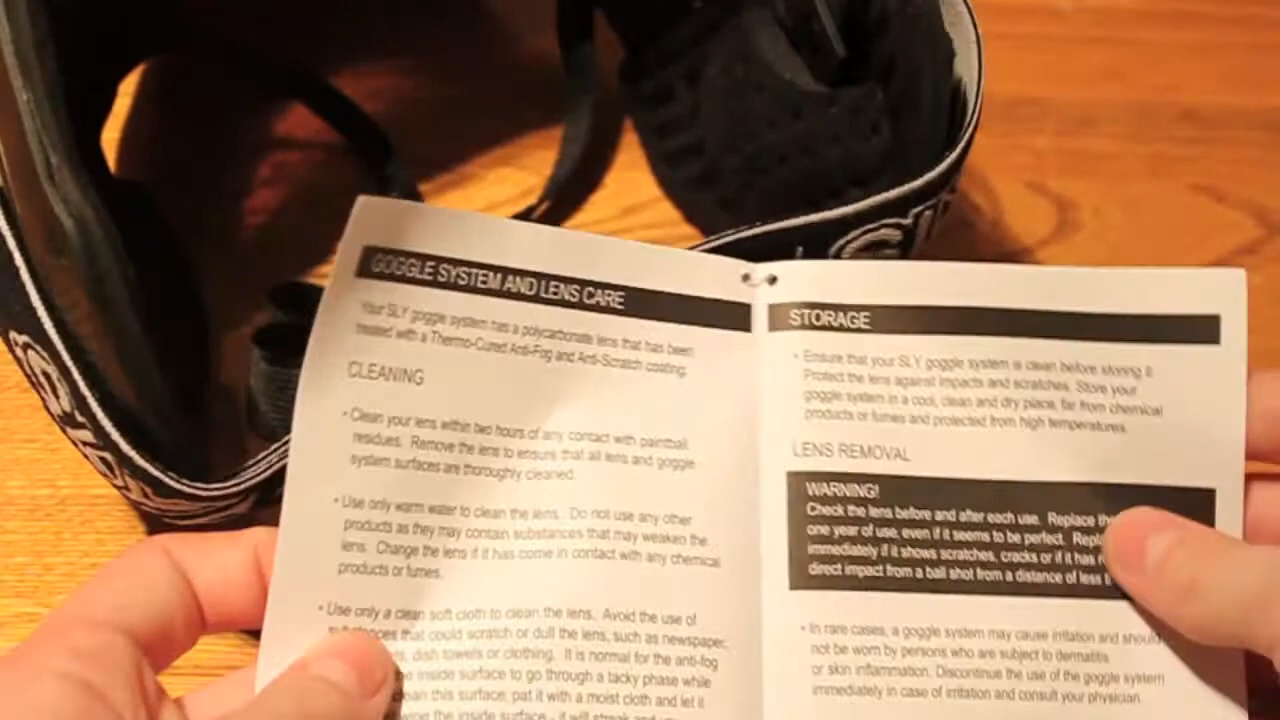 GOGGLE SYSTEM AND LENS CARE
Your SLY goggle system has a polycarbonate lens that has been
treated with a Thermo-Cured Anti-Fog and Anti-Scratch coating.
CLEANING
• Clean your lens within two hours of any contact with paintball
residues. Remove the lens to ensure that all lens and goggle
system surfaces are thoroughly cleaned.
• Use only warm water to clean the lens. Do not use any other
products as they may contain substances that may weaken the
lens. Change the lens if it has come in contact with any chemical
products or fumes.
• Use only a clean soft cloth to clean the lens. Avoid the use of
that could scratch or dull the lens, such as newspaper,
dish towels or clothing. It is normal for the anti-fog
inside surface to go through a tacky phase while
clean this surface, pat it with a moist cloth and let it
the inside surface - it will streak and
STORAGE
• Ensure that your SLY goggle system is clean before storing it.
Protect the lens against impacts and scratches. Store your
goggle system in a cool, clean and dry place, far from chemical
products or fumes and protected from high temperatures.
LENS REMOVAL
WARNING!
Check the lens before and after each use. Replace
one year of use, even if it seems to be perfect.
immediately if it shows scratches, cracks or if it has
direct impact from a ball shot from a distance of less
• In rare cases, a goggle system may cause irritation and should
not be worn by persons who are subject to dermatitis
or skin inflammation. Discontinue the use of the goggle system
immediately in case of irritation and consult your physician.